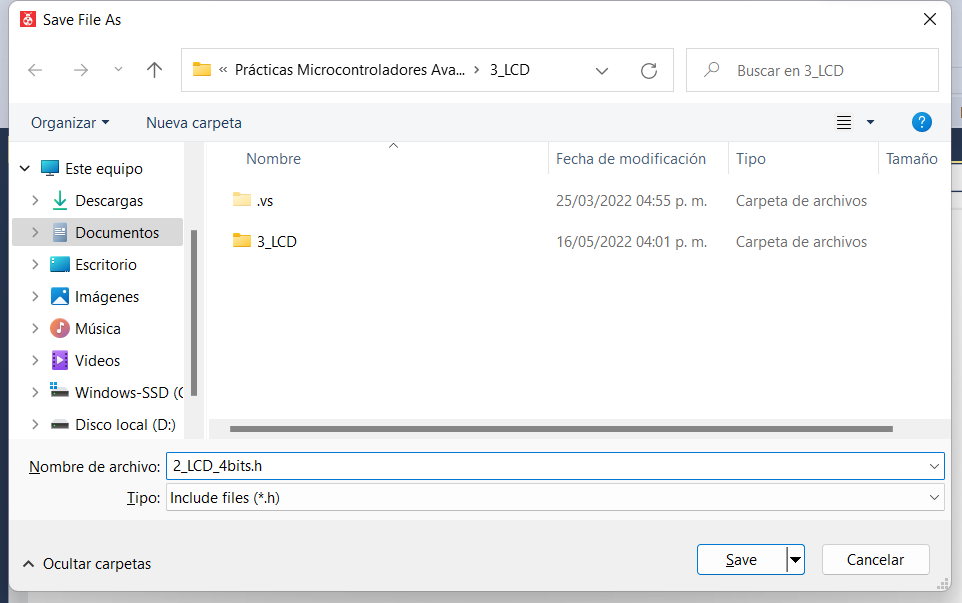 Save File As
« Prácticas Microcontroladores Ava... › 3_LCD
Buscar en 3_LCD
Organizar
Nueva carpeta
?
Nombre
Fecha de modificación
Tipo
Tamaño
Este equipo
Descargas
Documentos
Escritorio
Imágenes
Música
Videos
Windows-SSD (C
Disco local (D:)
.vs 25/03/2022 04:55 p. m. Carpeta de archivos
3_LCD 16/05/2022 04:01 p. m. Carpeta de archivos
Nombre de archivo: 2_LCD_4bits.h
Tipo: Include files (*.h)
Ocultar carpetas
Save
Cancelar